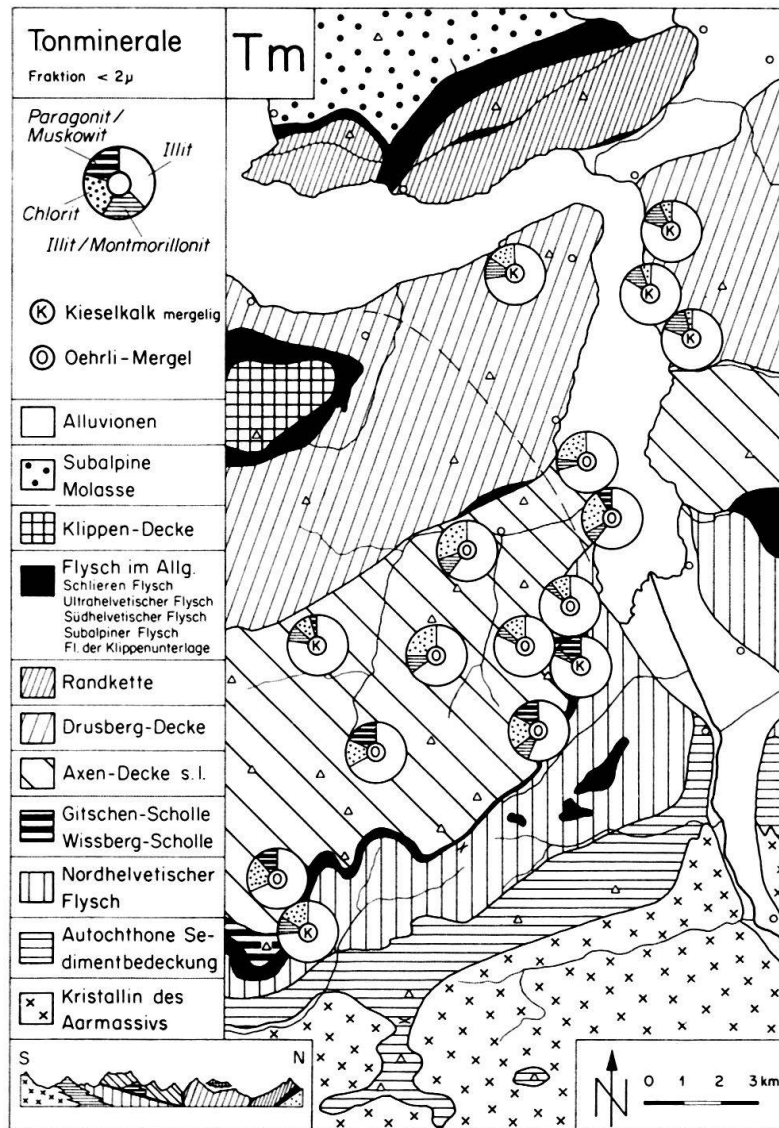 Tonminerale
Fraktion < 2µ
Tm
Paragonit/
Muskowit
Illit
Chlorit
Illit/Montmorillonit
K Kieselkalk mergelig
O Oehrli-Mergel
Alluvionen
Subalpine
Molasse
Klippen-Decke
Flysch im Allg.
Schlieren Flysch
Ultrahelvetischer Flysch
Südhelvetischer Flysch
Subalpiner Flysch
Fl. der Klippenunterlage
Randkette
Drusberg-Decke
Axen-Decke s.l.
Gitschen-Scholle
Wissberg-Scholle
Nordhelvetischer
Flysch
Autochthone Se-
dimentbedeckung
Kristallin des
Aarmassivs
S N
K
K
K
K
O
O
O
O
K
O
O
K
O
O
O
K
N
0 1 2 3 km